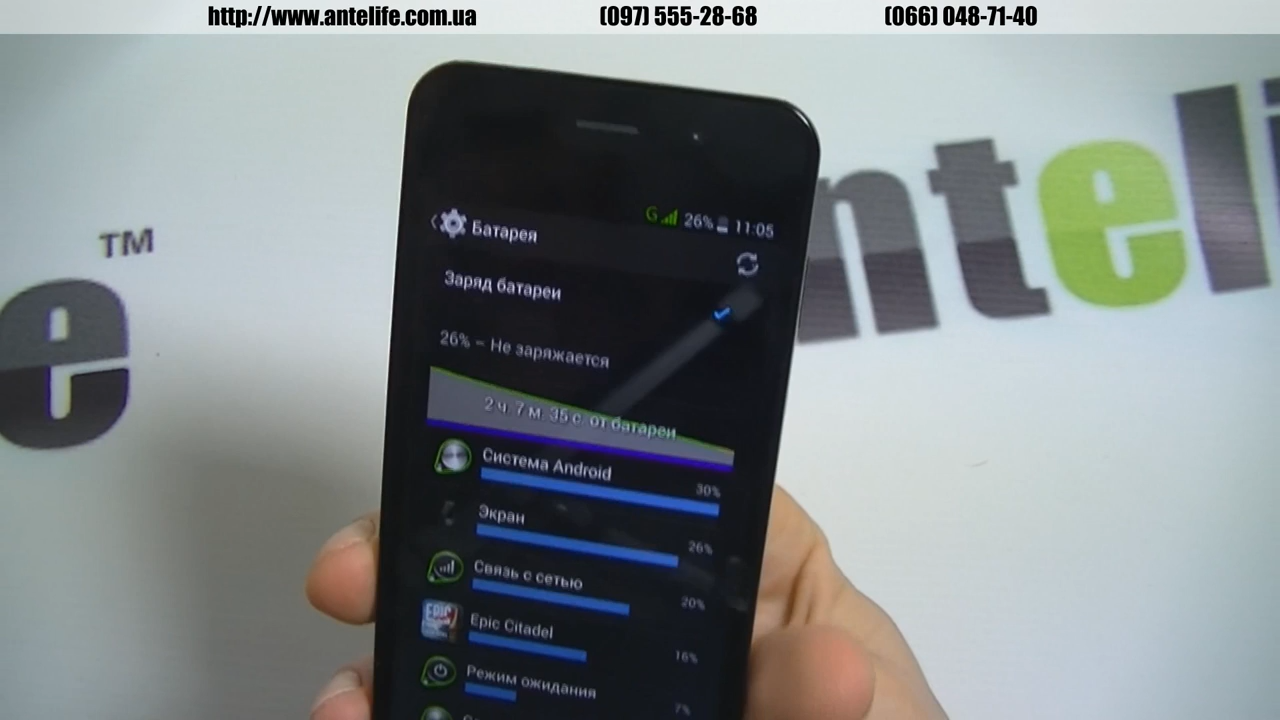 http://www.antelife.com.ua (097) 555-28-68 (066) 048-71-40
TM
e
nteli
G 26% 11:05
Батарея
Заряд батареи
26% – Не заряжается
2 ч. 7 м. 35 с. от батареи
Система Android
30%
Экран
26%
Связь с сетью
20%
EPIC
Epic Citadel
16%
Режим ожидания
7%